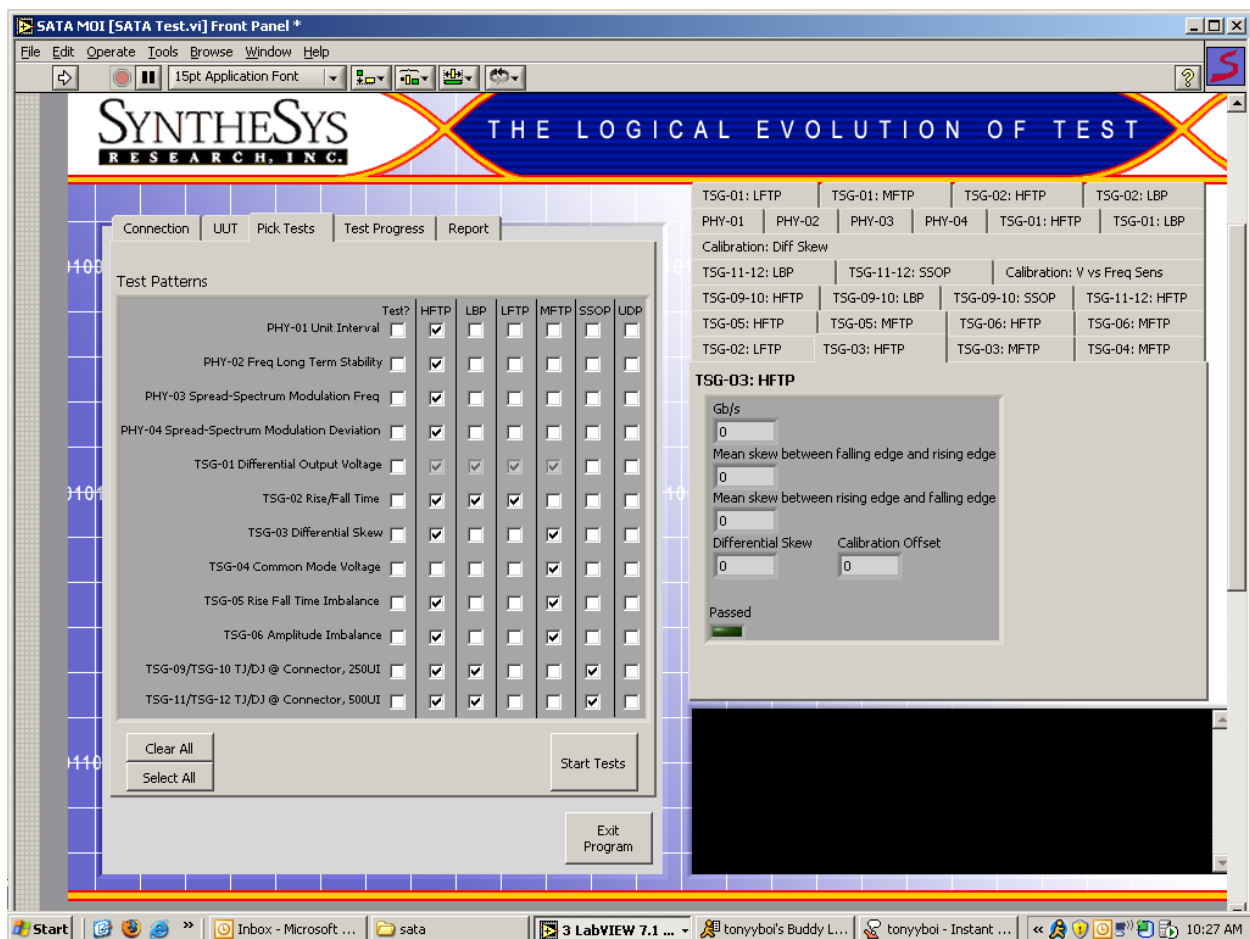 SATA MOI [SATA Test.vi] Front Panel *
File Edit Operate Tools Browse Window Help
15pt Application Font
SYNTHESYS
RESEARCH, INC.
THE LOGICAL EVOLUTION OF TEST
Connection UUT Pick Tests Test Progress Report
Test Patterns
Test? HFTP LBP LFTP MFTP SSOP UDP
PHY-01 Unit Interval
PHY-02 Freq Long Term Stability
PHY-03 Spread-Spectrum Modulation Freq
PHY-04 Spread-Spectrum Modulation Deviation
TSG-01 Differential Output Voltage
TSG-02 Rise/Fall Time
TSG-03 Differential Skew
TSG-04 Common Mode Voltage
TSG-05 Rise Fall Time Imbalance
TSG-06 Amplitude Imbalance
TSG-09/TSG-10 TJ/DJ @ Connector, 250UI
TSG-11/TSG-12 TJ/DJ @ Connector, 500UI
Clear All
Select All
Start Tests
Exit
Program
TSG-01: LFTP TSG-01: MFTP TSG-02: HFTP TSG-02: LBP
PHY-01 PHY-02 PHY-03 PHY-04 TSG-01: HFTP TSG-01: LBP
Calibration: Diff Skew
TSG-11-12: LBP TSG-11-12: SSOP Calibration: V vs Freq Sens
TSG-09-10: HFTP TSG-09-10: LBP TSG-09-10: SSOP TSG-11-12: HFTP
TSG-05: HFTP TSG-05: MFTP TSG-06: HFTP TSG-06: MFTP
TSG-02: LFTP TSG-03: HFTP TSG-03: MFTP TSG-04: MFTP
TSG-03: HFTP
Gb/s
0
Mean skew between falling edge and rising edge
0
Mean skew between rising edge and falling edge
0
Differential Skew Calibration Offset
0 0
Passed
Start » Inbox - Microsoft ... sata 3 LabVIEW 7.1 ... tonyyboi's Buddy L... tonyyboi - Instant ... « 10:27 AM